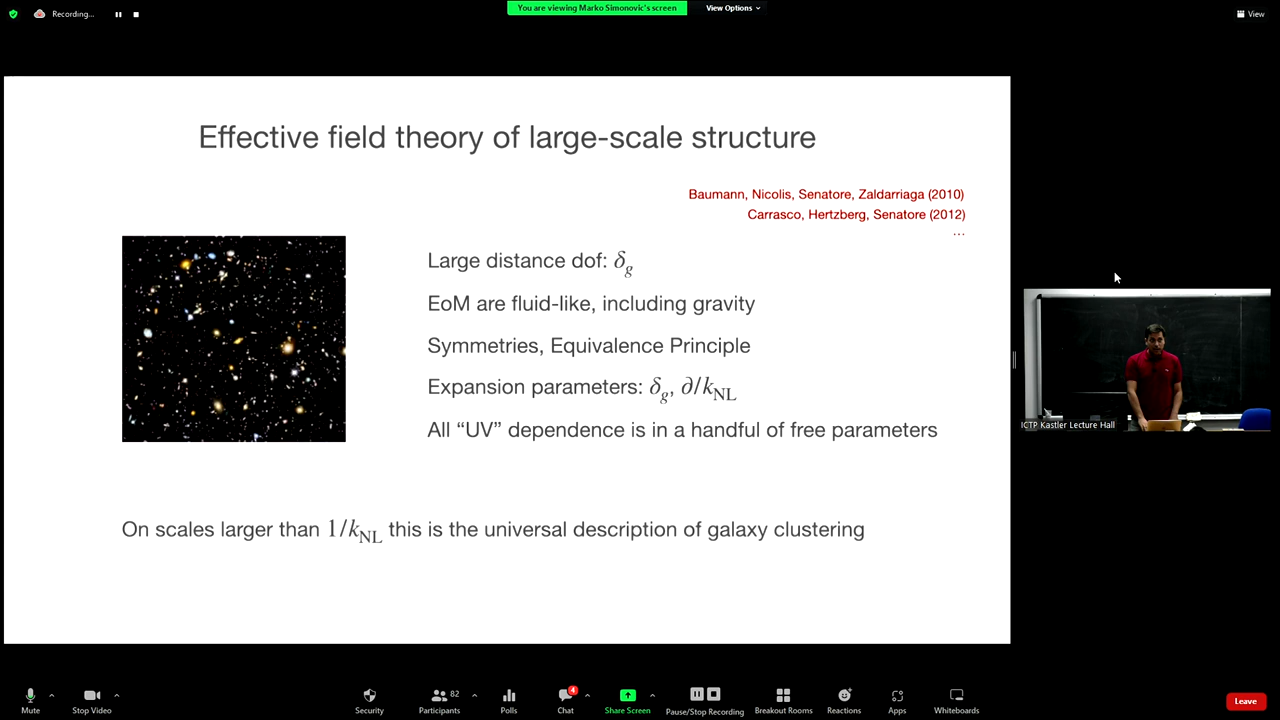 Recording...
You are viewing Marko Simonovic's screen
View Options
View
Effective field theory of large-scale structure
Baumann, Nicolis, Senatore, Zaldarriaga (2010)
Carrasco, Hertzberg, Senatore (2012)
...
Large distance dof: δg
EoM are fluid-like, including gravity
Symmetries, Equivalence Principle
Expansion parameters: δg, ∂/kNL
All “UV” dependence is in a handful of free parameters
On scales larger than 1/kNL this is the universal description of galaxy clustering
ICTP Kastler Lecture Hall
Mute
Stop Video
Security
82
Participants
Polls
4
Chat
Share Screen
Pause/Stop Recording
Breakout Rooms
Reactions
Apps
Whiteboards
Leave